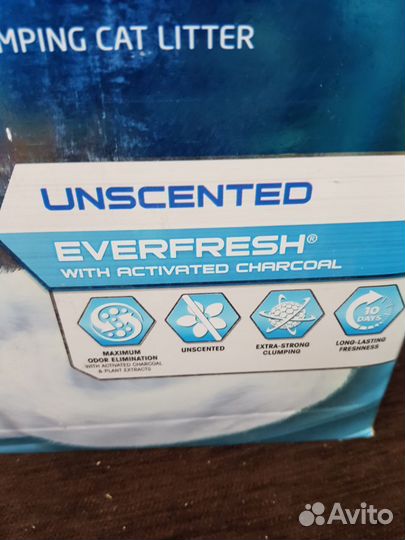 MPING CAT LITTER
UNSCENTED
EVERFRESH®
WITH ACTIVATED CHARCOAL
10
DAYS
MAXIMUM
ODOR ELIMINATION
WITH ACTIVATED CHARCOAL
& PLANT EXTRACTS
UNSCENTED
EXTRA-STRONG
CLUMPING
LONG-LASTING
FRESHNESS
Avito